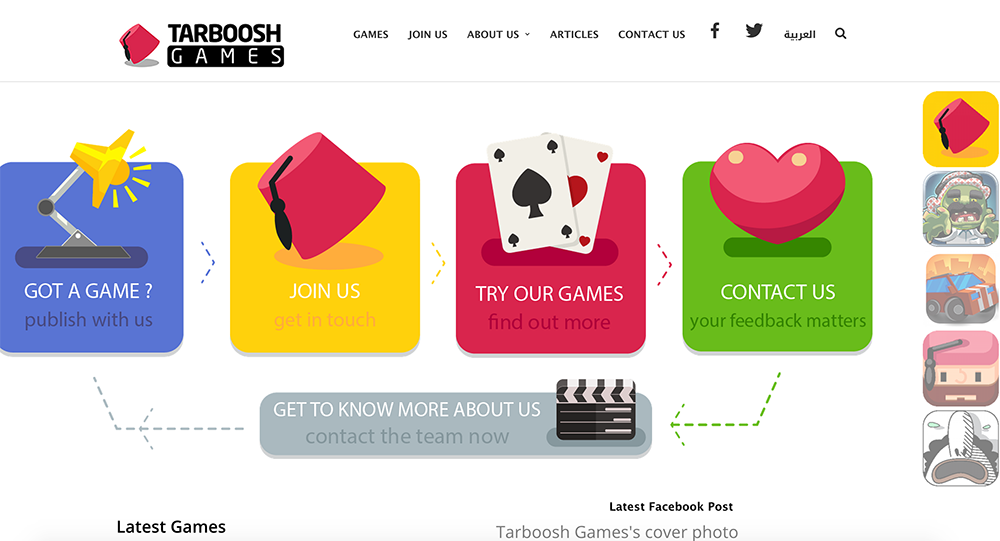 TARBOOSH
GAMES
GAMES JOIN US ABOUT US ARTICLES CONTACT US العربية
GOT A GAME ?
publish with us
JOIN US
get in touch
TRY OUR GAMES
find out more
CONTACT US
your feedback matters
GET TO KNOW MORE ABOUT US
contact the team now
Latest Games
Latest Facebook Post
Tarboosh Games's cover photo